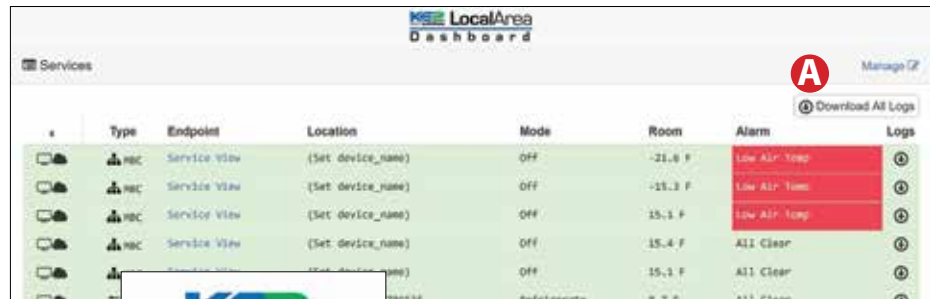 KE2 LocalArea
Dashboard
Services
A
Manage
Download All Logs
Type Endpoint Location Mode Room Alarm Logs
Service View (Set device_name) Off -21.6 F Low Air Temp
Service View (Set device_name) Off -15.3 F Low Air Temp
Service View (Set device_name) Off 15.1 F Low Air Temp
Service View (Set device_name) Off 15.4 F All Clear
Off 15.1 F All Clear